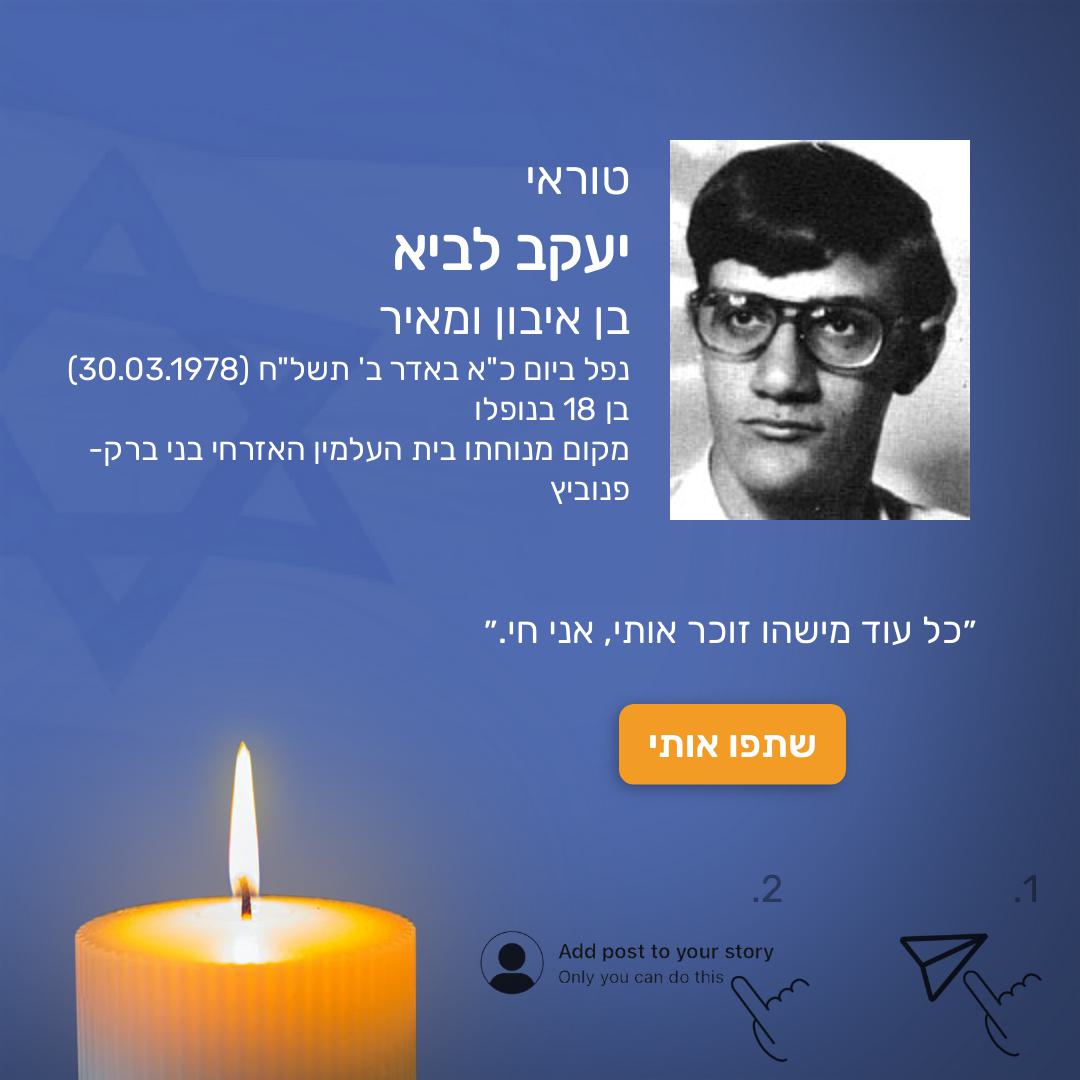 טוראי
יעקב לביא
בן איבון ומאיר
נפל ביום כ"א באדר ב' תשל"ח (30.03.1978)
בן 18 בנופלו
מקום מנוחתו בית העלמין האזרחי בני ברק-
פנוביץ
״כל עוד מישהו זוכר אותי, אני חי.״
שתפו אותי
1.
2.
Add post to your story
Only you can do this